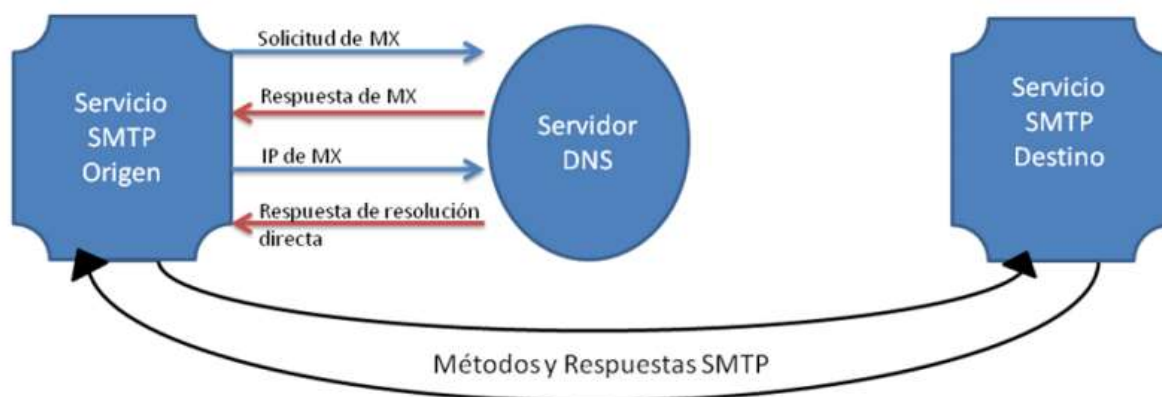 Servicio
SMTP
Origen
Solicitud de MX
Respuesta de MX
IP de MX
Respuesta de resolución
directa
Servidor
DNS
Servicio
SMTP
Destino
Métodos y Respuestas SMTP